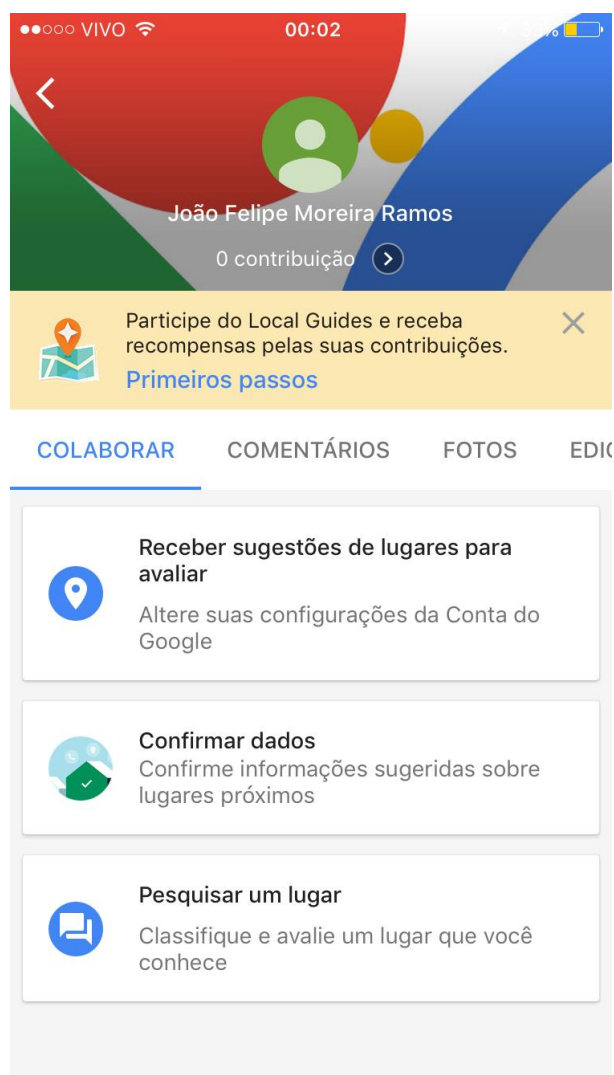 VIVO 00:02
João Felipe Moreira Ramos
0 contribuição
Participe do Local Guides e receba
recompensas pelas suas contribuições.
Primeiros passos
COLABORAR COMENTÁRIOS FOTOS EDIÇ
Receber sugestões de lugares para
avaliar
Altere suas configurações da Conta do
Google
Confirmar dados
Confirme informações sugeridas sobre
lugares próximos
Pesquisar um lugar
Classifique e avalie um lugar que você
conhece